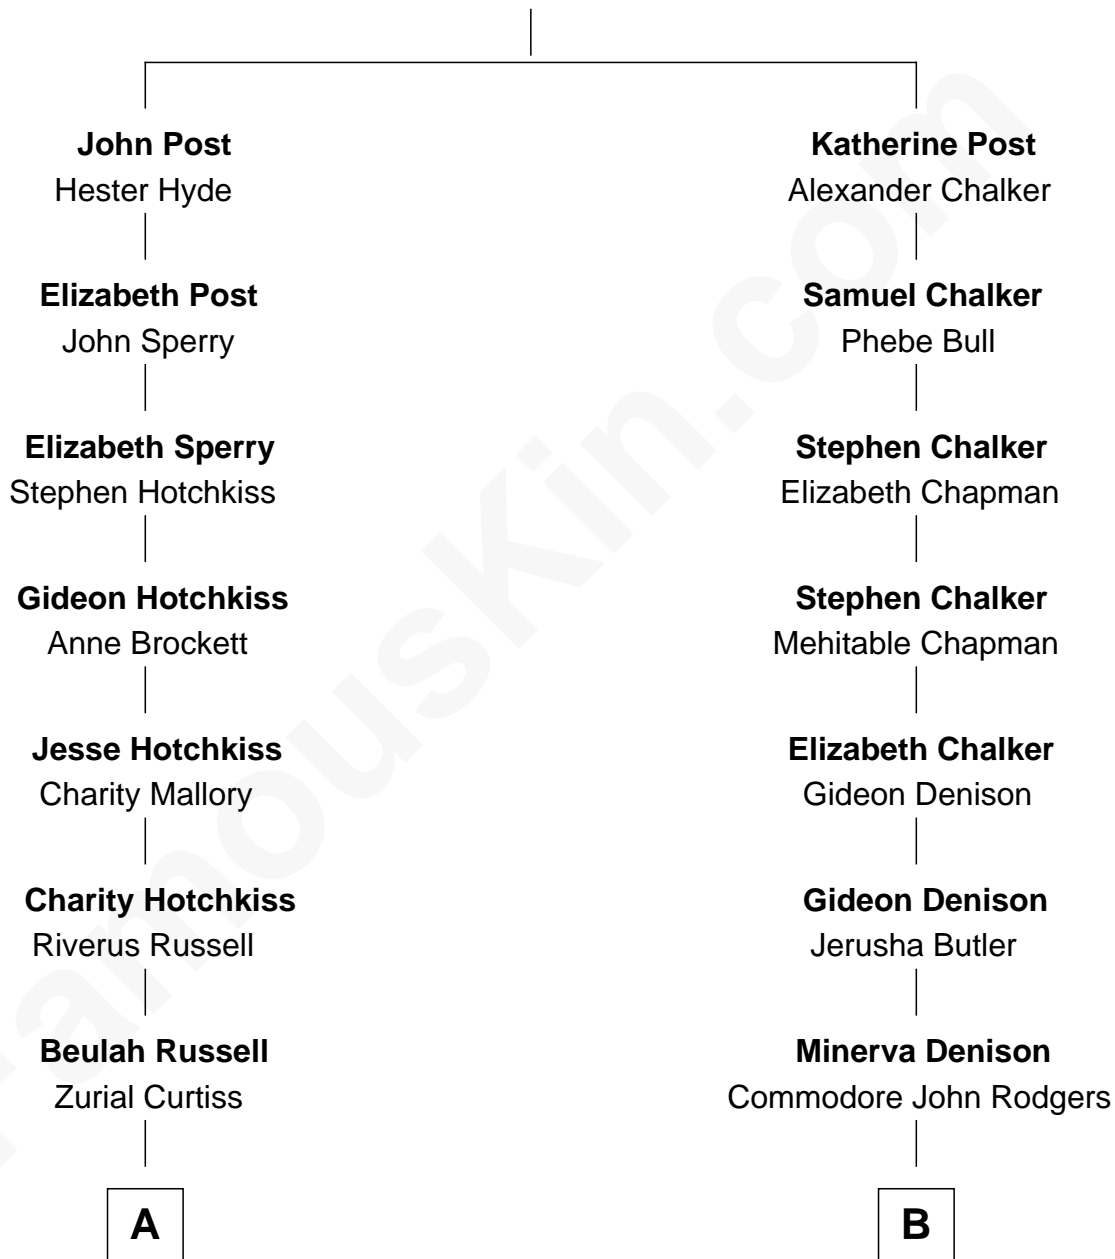 John Post
Hester Hyde
Elizabeth Post
John Sperry
Elizabeth Sperry
Stephen Hotchkiss
Gideon Hotchkiss
Anne Brockett
Jesse Hotchkiss
Charity Mallory
Charity Hotchkiss
Riverus Russell
Beulah Russell
Zurial Curtiss
A
Katherine Post
Alexander Chalker
Samuel Chalker
Phebe Bull
Stephen Chalker
Elizabeth Chapman
Stephen Chalker
Mehitable Chapman
Elizabeth Chalker
Gideon Denison
Gideon Denison
Jerusha Butler
Minerva Denison
Commodore John Rodgers
B
FamousKin.com